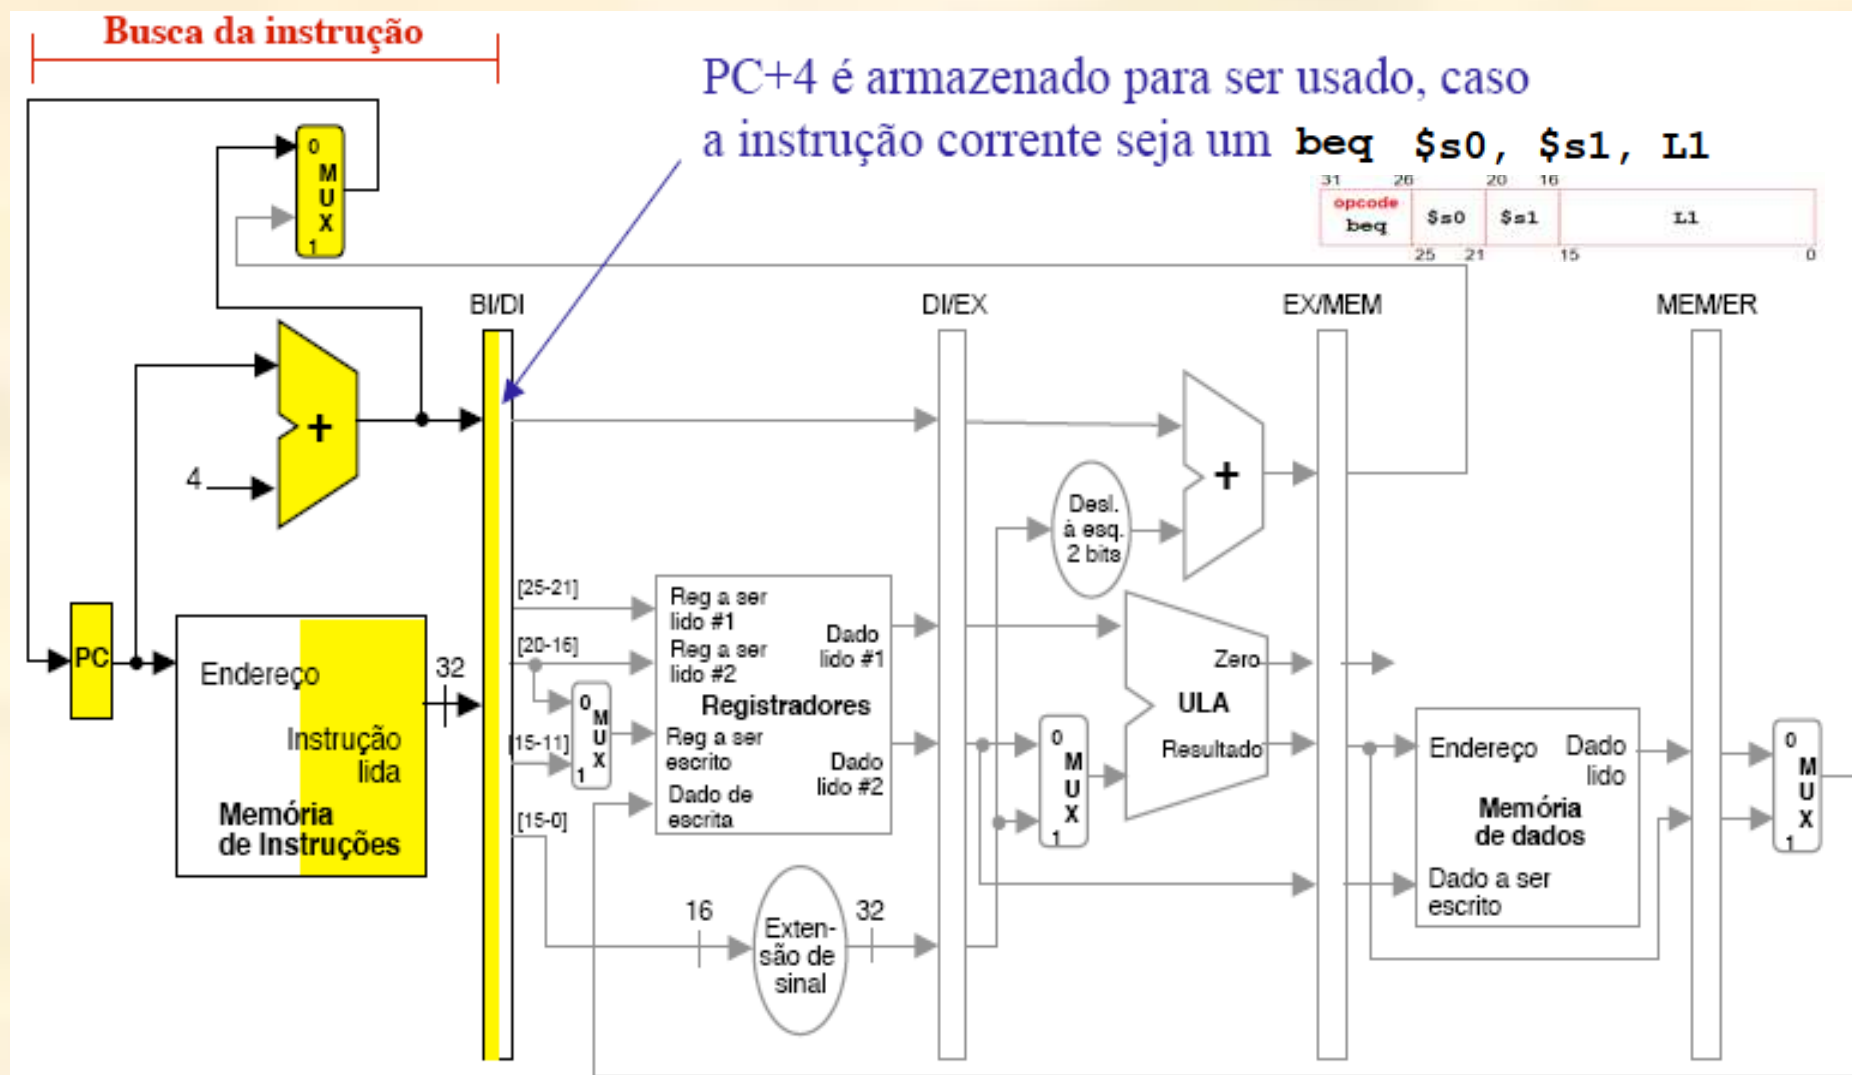 Busca da instrução
PC+4 é armazenado para ser usado, caso
a instrução corrente seja um beq $s0, $s1, L1
31 26 20 16
opcode
beq $s0 $s1 L1
25 21 15 0
0
M
U
X
1
BI/DI DI/EX EX/MEM MEM/ER
+
4
+
Desl.
à esq.
2 bits
PC
Endereço
Instrução
lida
Memória
de Instruções
32
[25-21]
[20-16]
[15-11]
[15-0]
0
M
U
X
1
Reg a ser
lido #1
Reg a ser
lido #2
Registradores
Reg a ser
escrito
Dado de
escrita
Dado
lido #1
Dado
lido #2
16
Exten-
são de
sinal
32
0
M
U
X
1
Zero
ULA
Resultado
Endereço
Dado
lido
Memória
de dados
Dado a ser
escrito
0
M
U
X
1